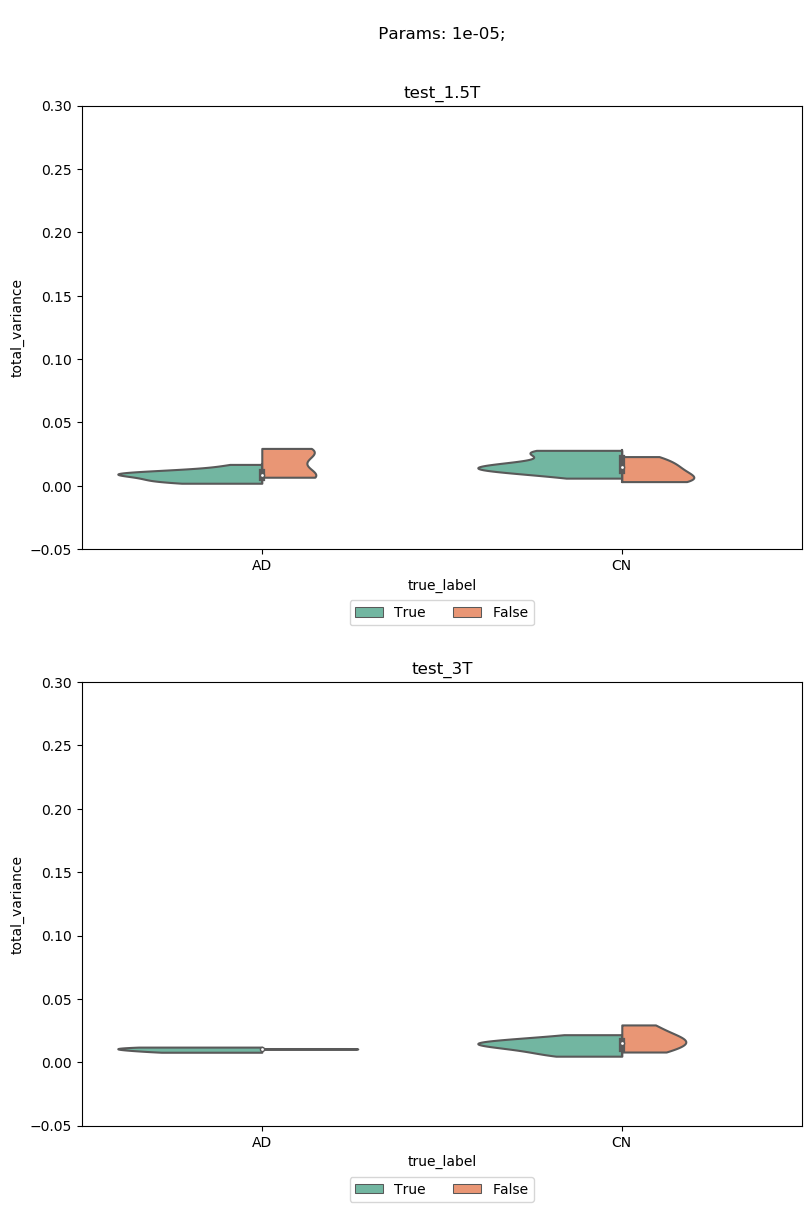 Params: 1e-05;
test_1.5T
0.30
0.25
0.20
0.15
0.10
0.05
0.00
−0.05
total_variance
AD CN
true_label
True False
test_3T
0.30
0.25
0.20
0.15
0.10
0.05
0.00
−0.05
total_variance
AD CN
true_label
True False